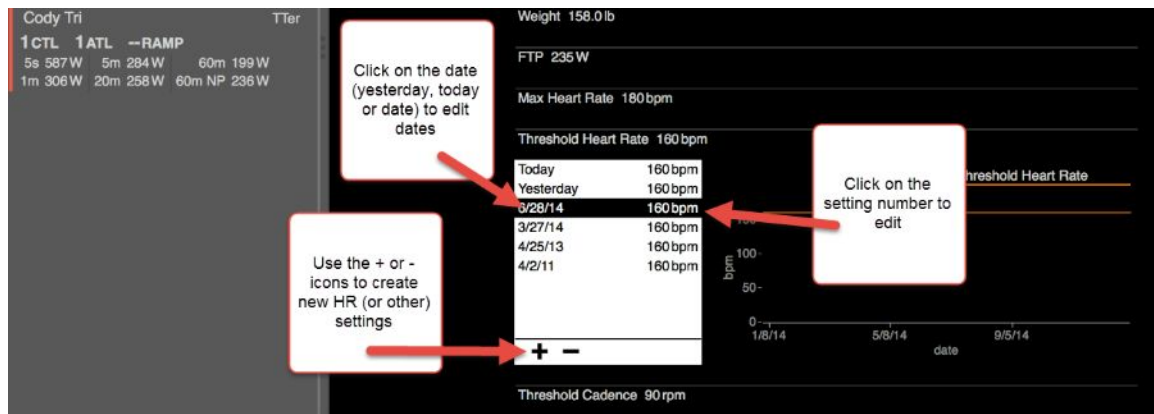 Cody Tri TTer
1 CTL 1 ATL --RAMP
5s 587 W 5m 284 W 60m 199 W
1m 306 W 20m 258 W 60m NP 236 W
Weight 158.0 lb
FTP 235 W
Max Heart Rate 180 bpm
Threshold Heart Rate 160 bpm
Click on the date
(yesterday, today
or date) to edit
dates
Today 160 bpm
Yesterday 160 bpm
6/28/14 160 bpm
3/27/14 160 bpm
4/25/13 160 bpm
4/2/11 160 bpm
+ −
Use the + or -
icons to create
new HR (or other)
settings
Click on the
setting number to
edit
hreshold Heart Rate
150
100
50
0
bpm
1/8/14 5/8/14 9/5/14
date
Threshold Cadence 90 rpm